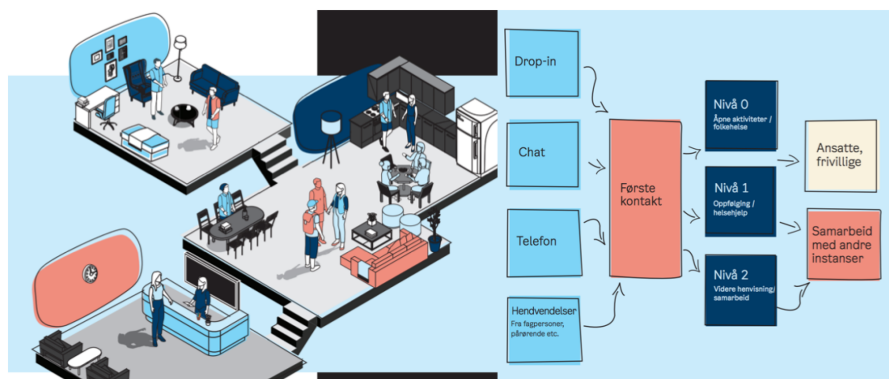 Drop-in
Chat
Telefon
Hendvendelser
Fra fagpersoner,
pårørende etc.
Første
kontakt
Nivå 0
Åpne aktiviteter /
folkehelse
Nivå 1
Oppfølging /
helsehjelp
Nivå 2
Videre henvisning/
samarbeid
Ansatte,
frivillige
Samarbeid
med andre
instanser